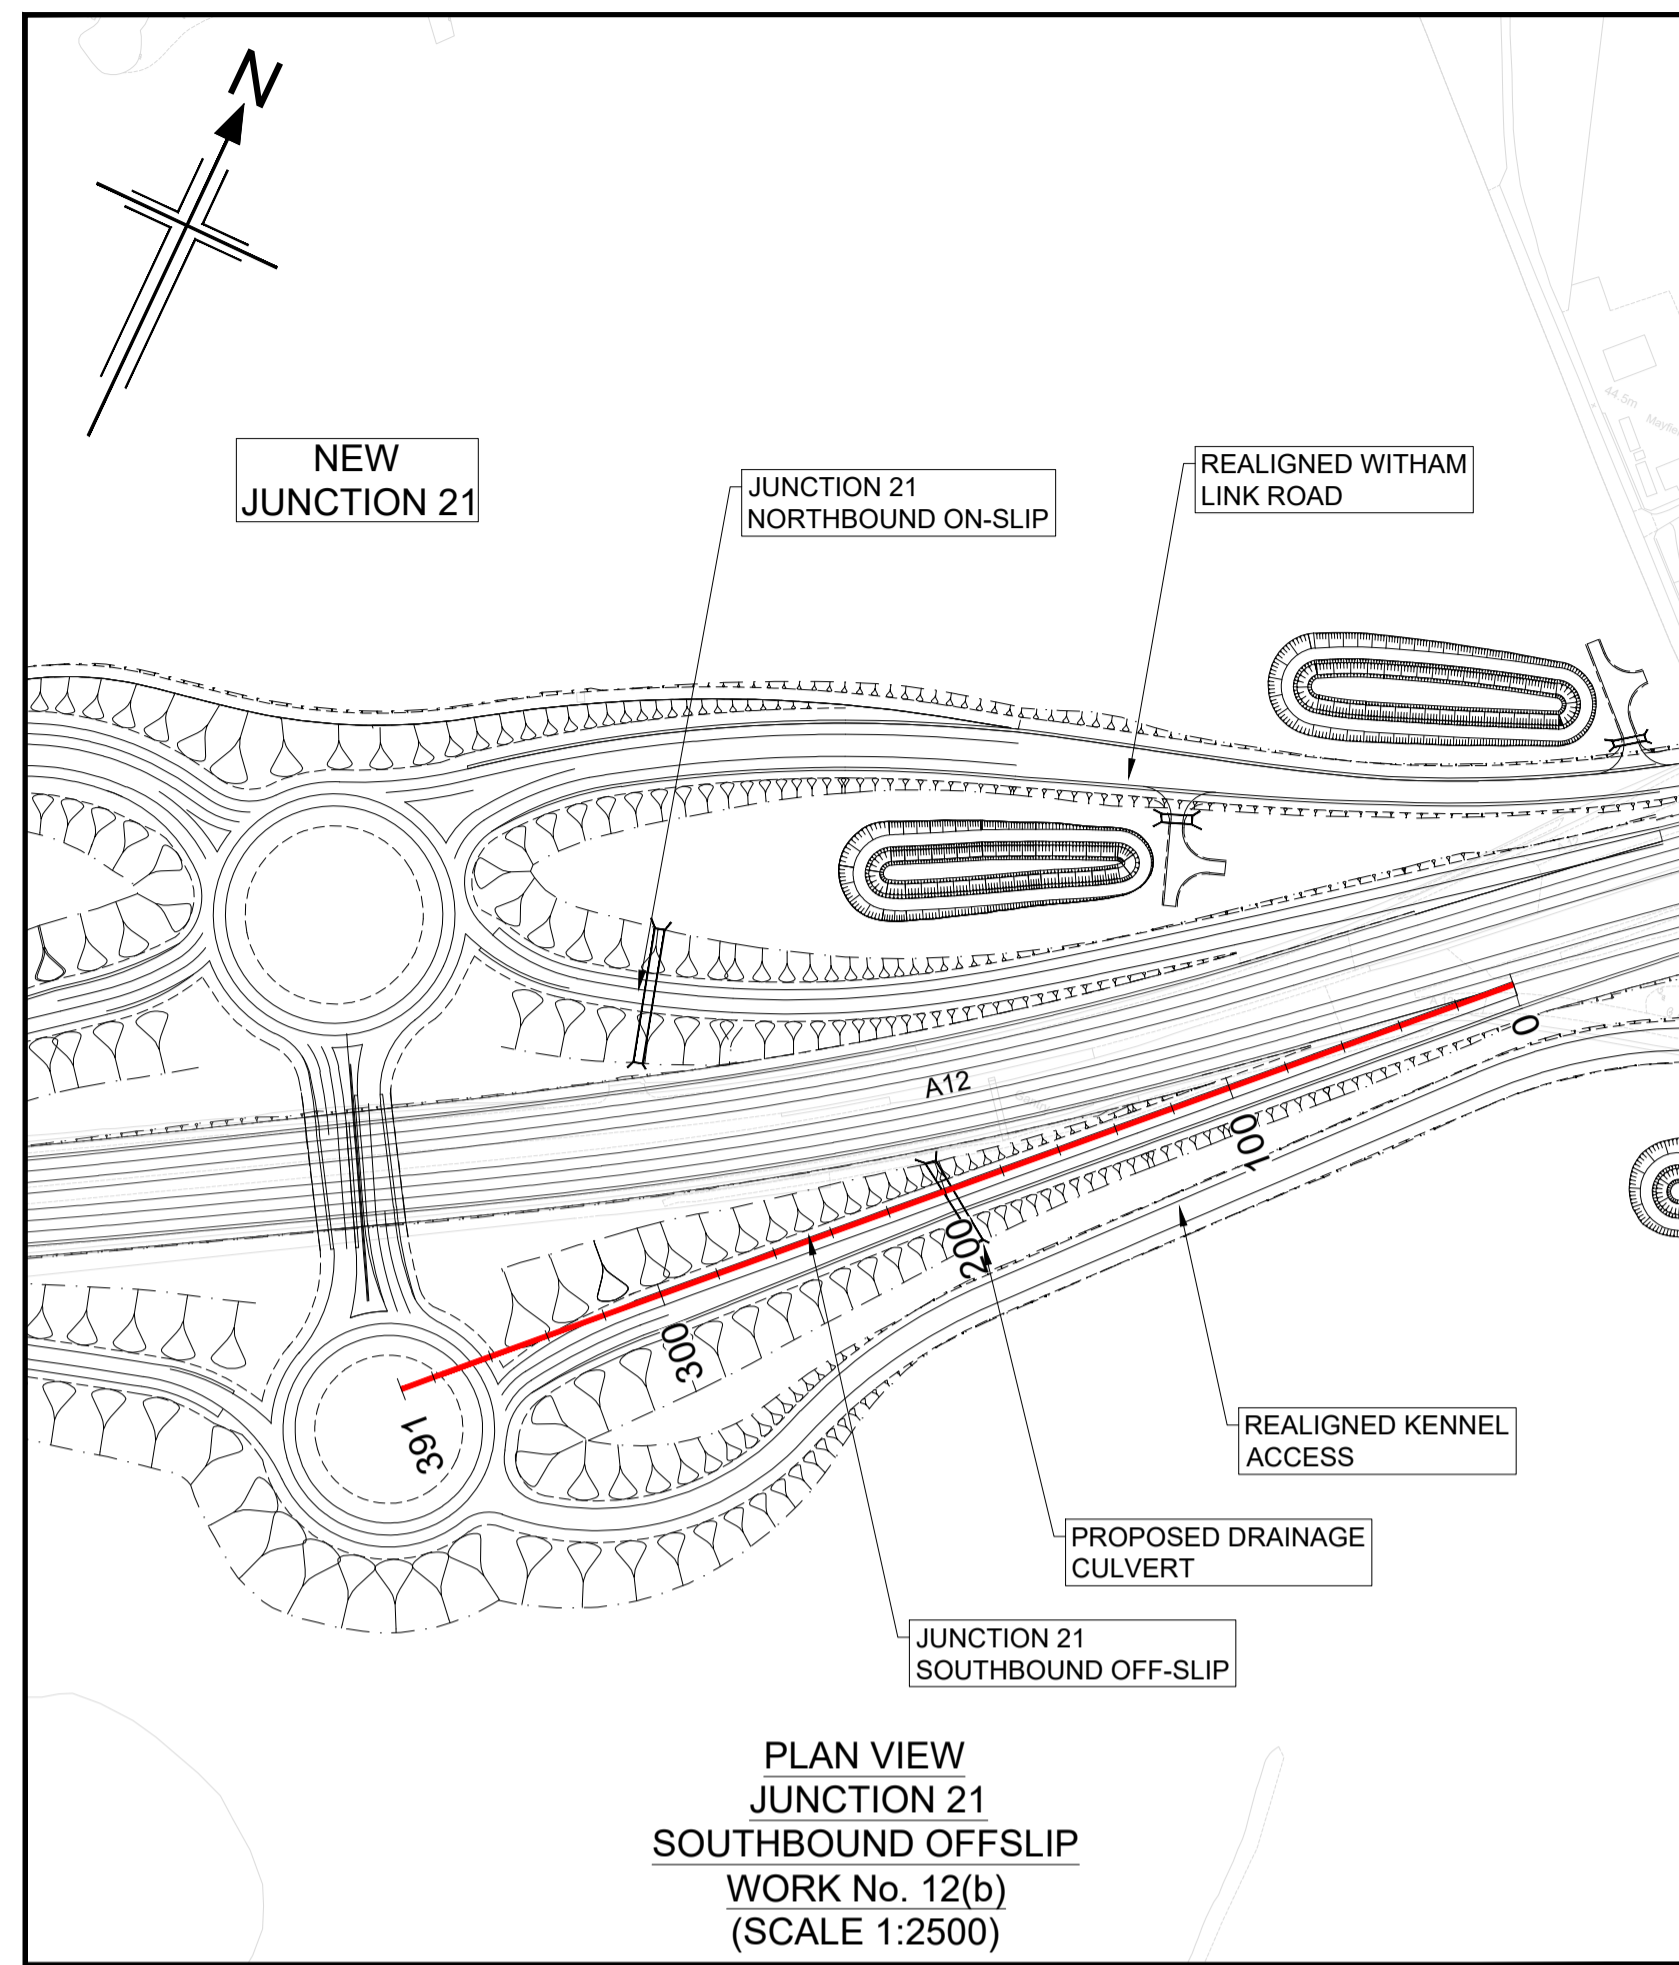 N
NEW
JUNCTION 21
JUNCTION 21
NORTHBOUND ON-SLIP
REALIGNED WITHAM
LINK ROAD
44.5m
A12
0
100
200
300
391
REALIGNED KENNEL
ACCESS
PROPOSED DRAINAGE
CULVERT
JUNCTION 21
SOUTHBOUND OFF-SLIP
PLAN VIEW
JUNCTION 21
SOUTHBOUND OFFSLIP
WORK No. 12(b)
(SCALE 1:2500)